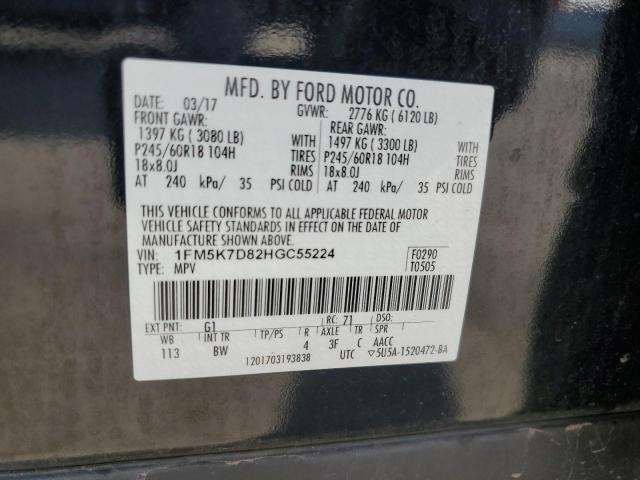 MFD. BY FORD MOTOR CO.
DATE: 03/17 GVWR: 2776 KG ( 6120 LB)
FRONT GAWR: REAR GAWR:
1397 KG ( 3080 LB) WITH 1497 KG ( 3300 LB) WITH
P245/60R18 104H TIRES P245/60R18 104H TIRES
18x8.0J RIMS 18x8.0J RIMS
AT 240 kPa/ 35 PSI COLD AT 240 kPa/ 35 PSI COLD
THIS VEHICLE CONFORMS TO ALL APPLICABLE FEDERAL MOTOR
VEHICLE SAFETY STANDARDS IN EFFECT ON THE DATE OF
MANUFACTURE SHOWN ABOVE.
VIN: 1FM5K7D82HGC55224 F0290
TYPE: MPV T0505
EXT PNT: G1 RC: 71 DSO:
WB INT TR TP/PS R AXLE TR SPR
113 BW 4 3F C AACC
1201703193838 UTC ▽5U5A-1520472-BA